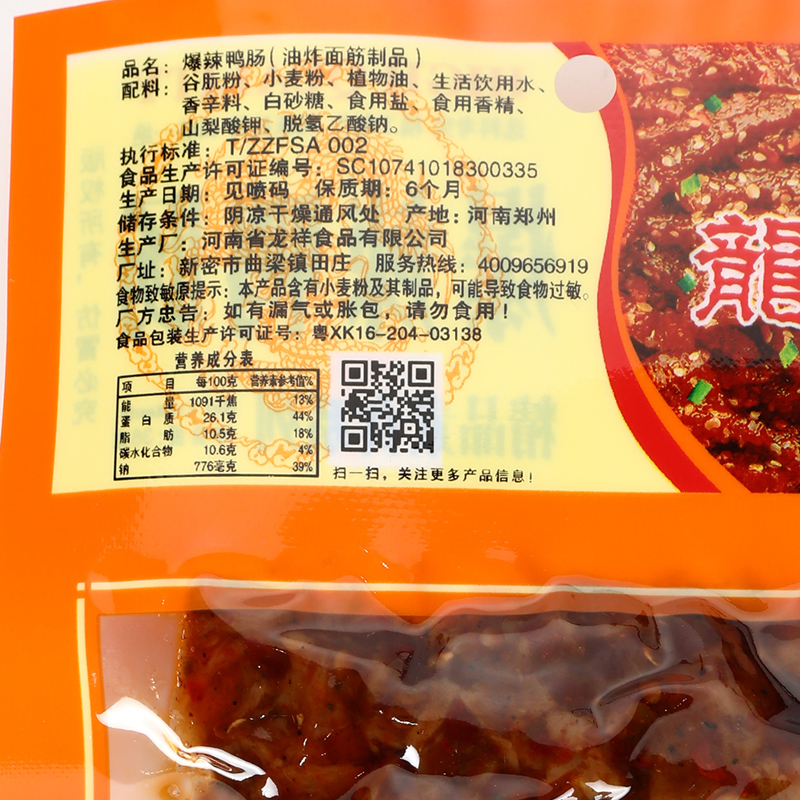 品名：爆辣鸭肠(油炸面筋制品)
配料：谷朊粉、小麦粉、植物油、生活饮用水、
香辛料、白砂糖、食用盐、食用香精、
山梨酸钾、脱氢乙酸钠。
执行标准：T/ZZFSA 002
食品生产许可证编号：SC10741018300335
生产日期：见喷码 保质期：6个月
储存条件：阴凉干燥通风处 产地：河南郑州
生产厂：河南省龙祥食品有限公司
厂址：新密市曲梁镇田庄 服务热线：4009656919
食物致敏原提示：本产品含有小麦粉及其制品，可能导致食物过敏。
厂方忠告：如有漏气或胀包，请勿食用！
食品包装生产许可证号：粤XK16-204-03138
营养成分表
项 目 每100克 营养素参考值%
能 量 1091千焦 13%
蛋 白 质 26.1克 44%
脂 肪 10.5克 18%
碳水化合物 10.6克 4%
钠 776毫克 39%
扫一扫，关注更多产品信息！
龍